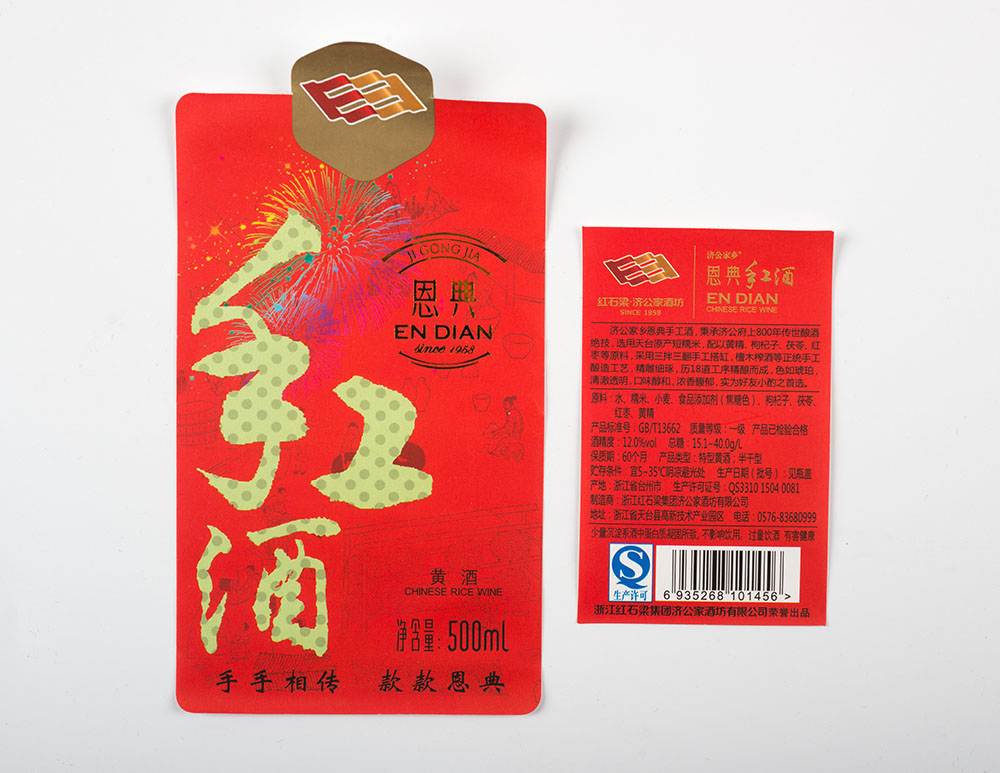 JI GONG JIA
恩典
EN DIAN
since 1958
手
工
酒
黄酒
CHINESE RICE WINE
净含量:500ml
手手相传 款款恩典
济公家乡
恩典手工酒
EN DIAN
CHINESE RICE WINE
红石梁·济公家酒坊
SINCE 1958
济公家乡恩典手工酒,秉承济公府上800年传世酿酒
绝技,选用天台原产短糯米,配以黄精、枸杞子、茯苓、红
枣等原料,采用三拌三翻手工搭缸,檀木榨酒等正统手工
酿造工艺,精雕细琢,历18道工序精酿而成,色如琥珀,
清澈透明,口味醇和,浓香馥郁,实为好友小酌之首选。
原料:水、糯米、小麦、食品添加剂(焦糖色)、枸杞子、茯苓、
红枣、黄精
产品标准号:GB/T13662 质量等级:一级 产品已检验合格
酒精度:12.0%vol 总糖:15.1~40.0g/L
保质期:60个月 产品类型:特型黄酒;半干型
贮存条件:宜5~35℃阴凉避光处 生产日期(批号):见瓶盖
产地:浙江省台州市 生产许可证号:QS3310 1504 0081
制造商:浙江红石梁集团济公家酒坊有限公司
地址:浙江省天台县高新技术产业园区 电话:0576-83680999
少量沉淀系酒中蛋白质凝固所致,不影响饮用。过量饮酒 有害健康
QS
生产许可
6 935268 101456 >
浙江红石梁集团济公家酒坊有限公司荣誉出品